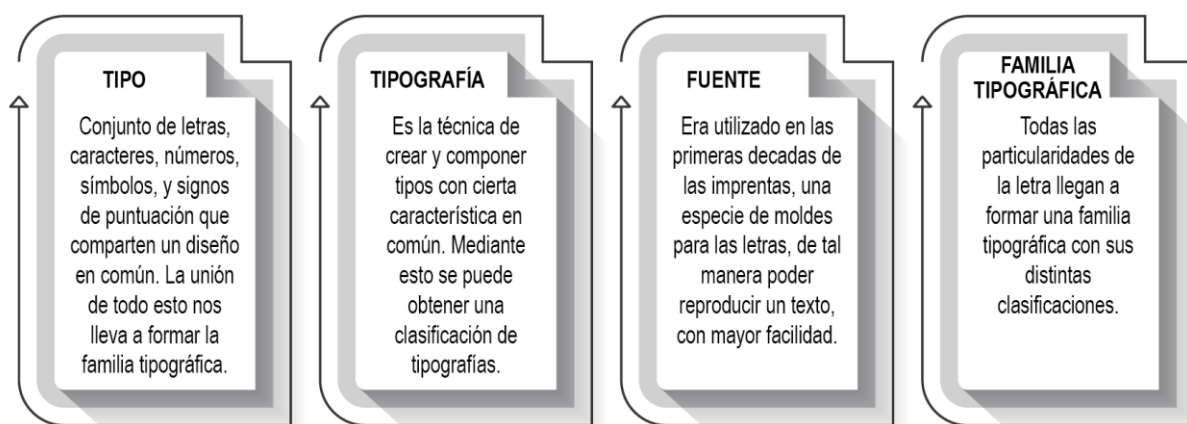 TIPO
Conjunto de letras,
caracteres, números,
símbolos, y signos
de puntuación que
comparten un diseño
en común. La unión
de todo esto nos
lleva a formar la
familia tipográfica.
TIPOGRAFÍA
Es la técnica de
crear y componer
tipos con cierta
característica en
común. Mediante
esto se puede
obtener una
clasificación de
tipografías.
FUENTE
Era utilizado en las
primeras decadas de
las imprentas, una
especie de moldes
para las letras, de tal
manera poder
reproducir un texto,
con mayor facilidad.
FAMILIA
TIPOGRÁFICA
Todas las
particularidades de
la letra llegan a
formar una familia
tipográfica con sus
distintas
clasificaciones.